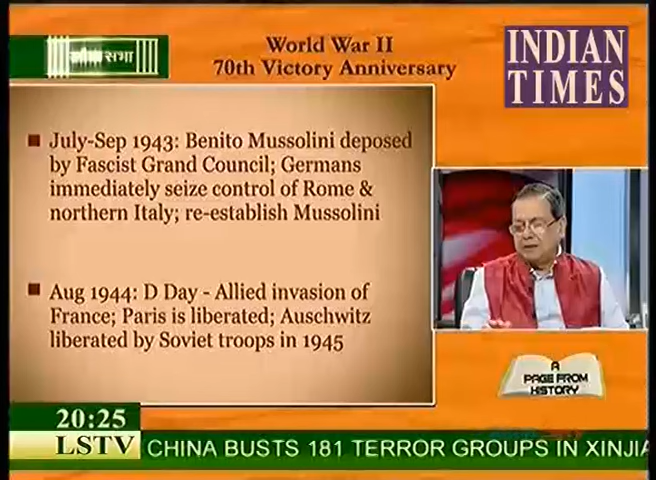 लोक सभा
World War II
70th Victory Anniversary
INDIAN
TIMES
■ July-Sep 1943: Benito Mussolini deposed
by Fascist Grand Council; Germans
immediately seize control of Rome &
northern Italy; re-establish Mussolini
■ Aug 1944: D Day - Allied invasion of
France; Paris is liberated; Auschwitz
liberated by Soviet troops in 1945
A
PAGE FROM
HISTORY
20:25
LSTV
CHINA BUSTS 181 TERROR GROUPS IN XINJIA